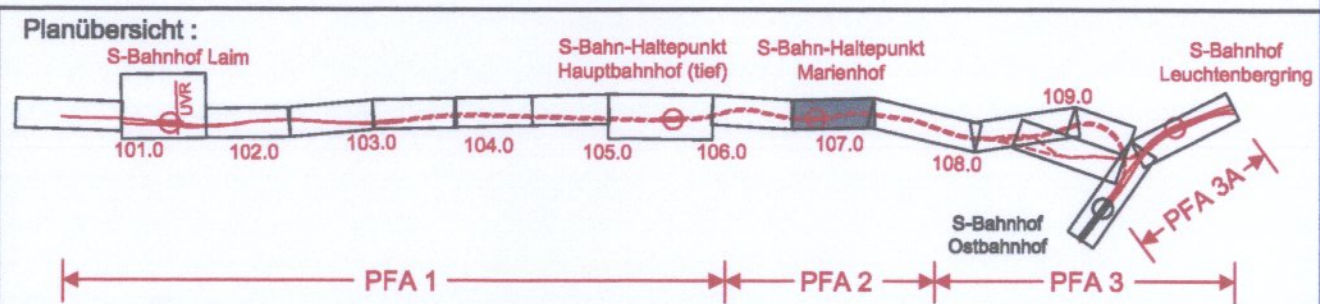 Planübersicht :
S-Bahnhof Laim
UVR
S-Bahn-Haltepunkt
Hauptbahnhof (tief)
S-Bahn-Haltepunkt
Marienhof
S-Bahnhof
Leuchtenbergring
101.0
102.0
103.0
104.0
105.0
106.0
107.0
108.0
109.0
S-Bahnhof
Ostbahnhof
PFA 3A
PFA 1
PFA 2
PFA 3